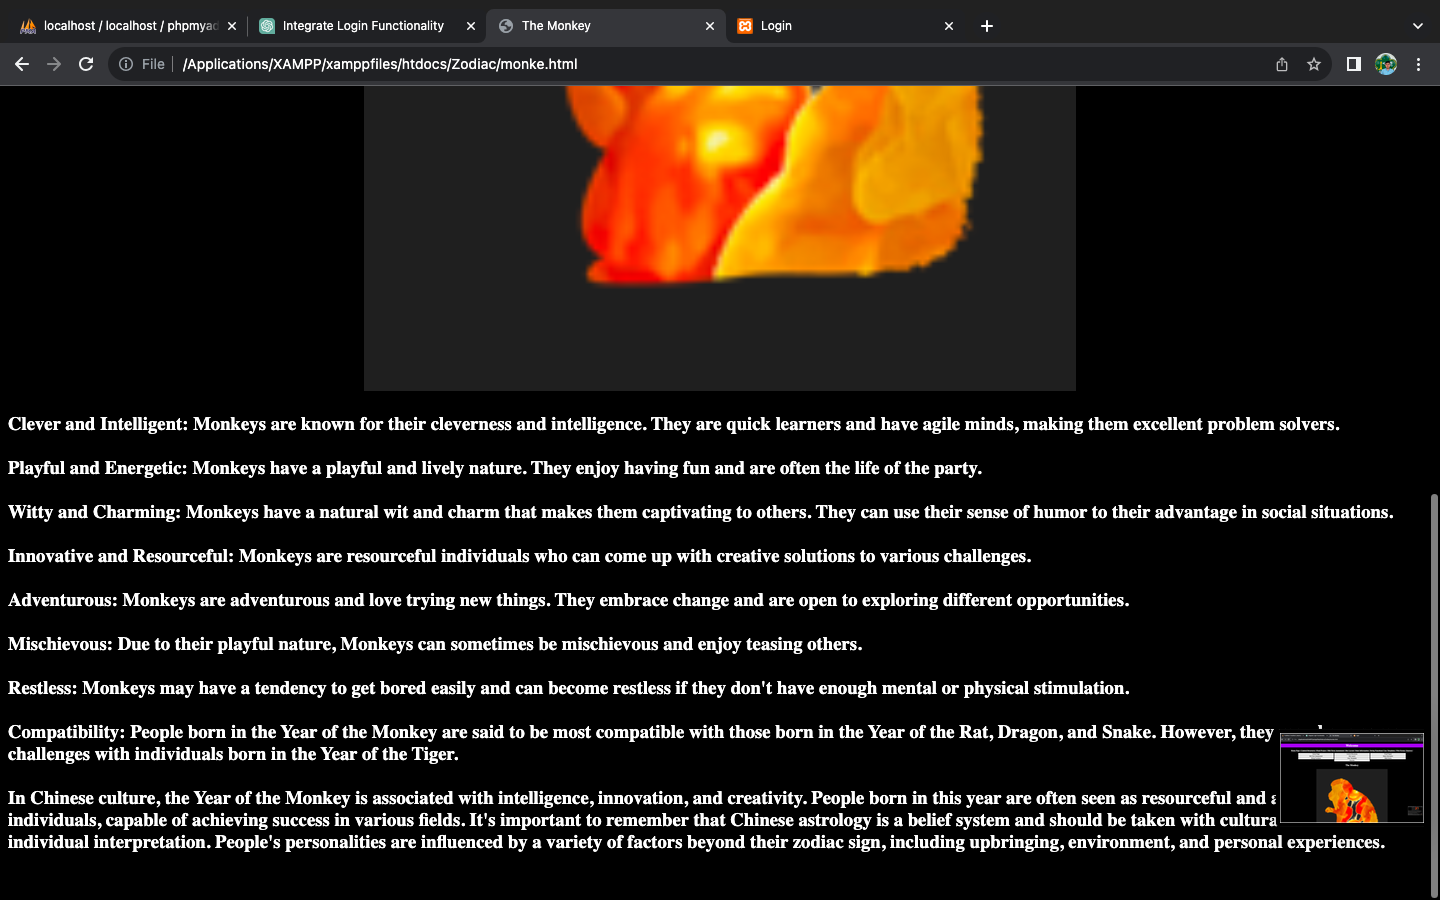 localhost / localhost / phpmyad
Integrate Login Functionality
The Monkey
Login
File
/Applications/XAMPP/xamppfiles/htdocs/Zodiac/monke.html
Clever and Intelligent: Monkeys are known for their cleverness and intelligence. They are quick learners and have agile minds, making them excellent problem solvers.
Playful and Energetic: Monkeys have a playful and lively nature. They enjoy having fun and are often the life of the party.
Witty and Charming: Monkeys have a natural wit and charm that makes them captivating to others. They can use their sense of humor to their advantage in social situations.
Innovative and Resourceful: Monkeys are resourceful individuals who can come up with creative solutions to various challenges.
Adventurous: Monkeys are adventurous and love trying new things. They embrace change and are open to exploring different opportunities.
Mischievous: Due to their playful nature, Monkeys can sometimes be mischievous and enjoy teasing others.
Restless: Monkeys may have a tendency to get bored easily and can become restless if they don't have enough mental or physical stimulation.
Compatibility: People born in the Year of the Monkey are said to be most compatible with those born in the Year of the Rat, Dragon, and Snake. However, they
challenges with individuals born in the Year of the Tiger.
In Chinese culture, the Year of the Monkey is associated with intelligence, innovation, and creativity. People born in this year are often seen as resourceful and
individuals, capable of achieving success in various fields. It's important to remember that Chinese astrology is a belief system and should be taken with cultura
individual interpretation. People's personalities are influenced by a variety of factors beyond their zodiac sign, including upbringing, environment, and personal experiences.
The Monkey